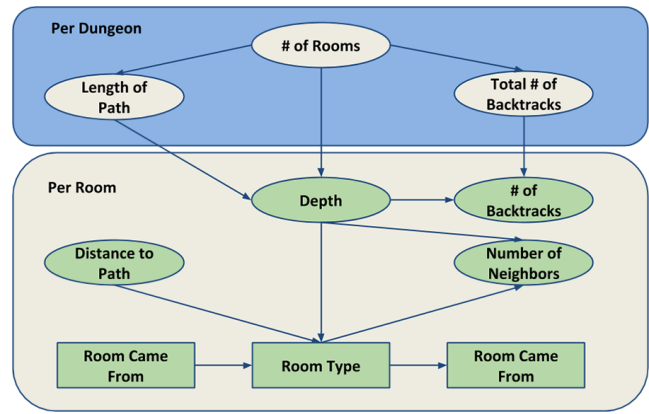 Per Dungeon
# of Rooms
Length of
Path
Total # of
Backtracks
Per Room
Depth
# of
Backtracks
Distance to
Path
Number of
Neighbors
Room Came
From
Room Type
Room Came
From